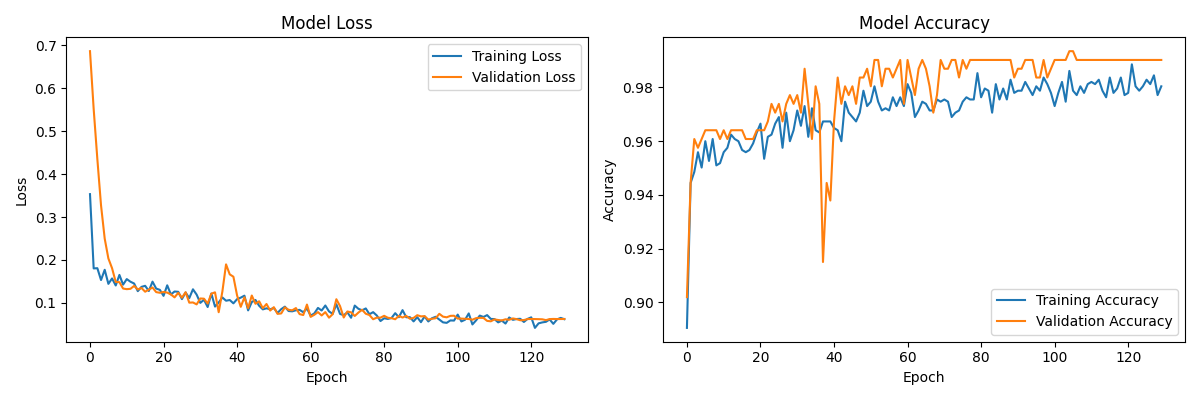 Model Loss
0.7
0.6
0.5
0.4
0.3
0.2
0.1
Loss
Training Loss
Validation Loss
0 20 40 60 80 100 120
Epoch
Model Accuracy
0.98
0.96
0.94
0.92
0.90
Accuracy
Training Accuracy
Validation Accuracy
0 20 40 60 80 100 120
Epoch